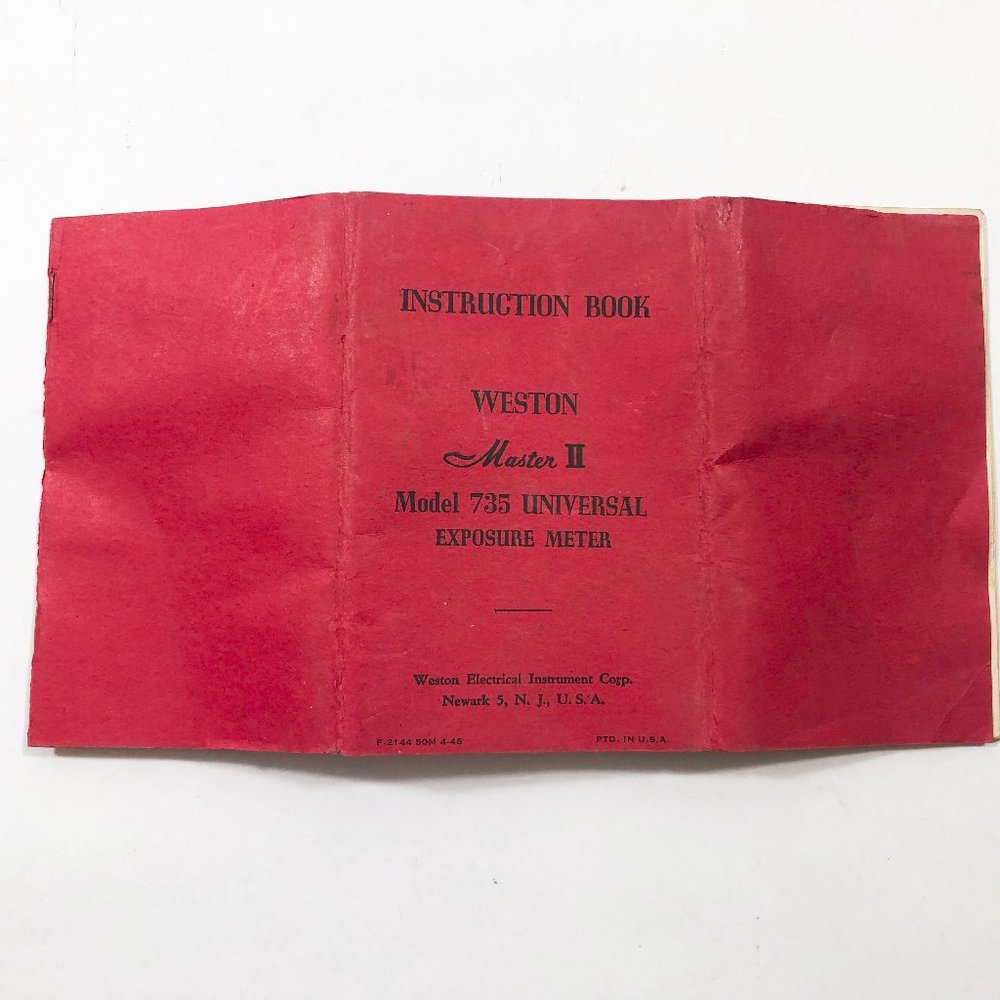 INSTRUCTION BOOK
WESTON
Master II
Model 735 UNIVERSAL
EXPOSURE METER
Weston Electrical Instrument Corp.
Newark 5, N. J., U. S. A.
F-2144 50M 4-46 PTD. IN U.S.A.